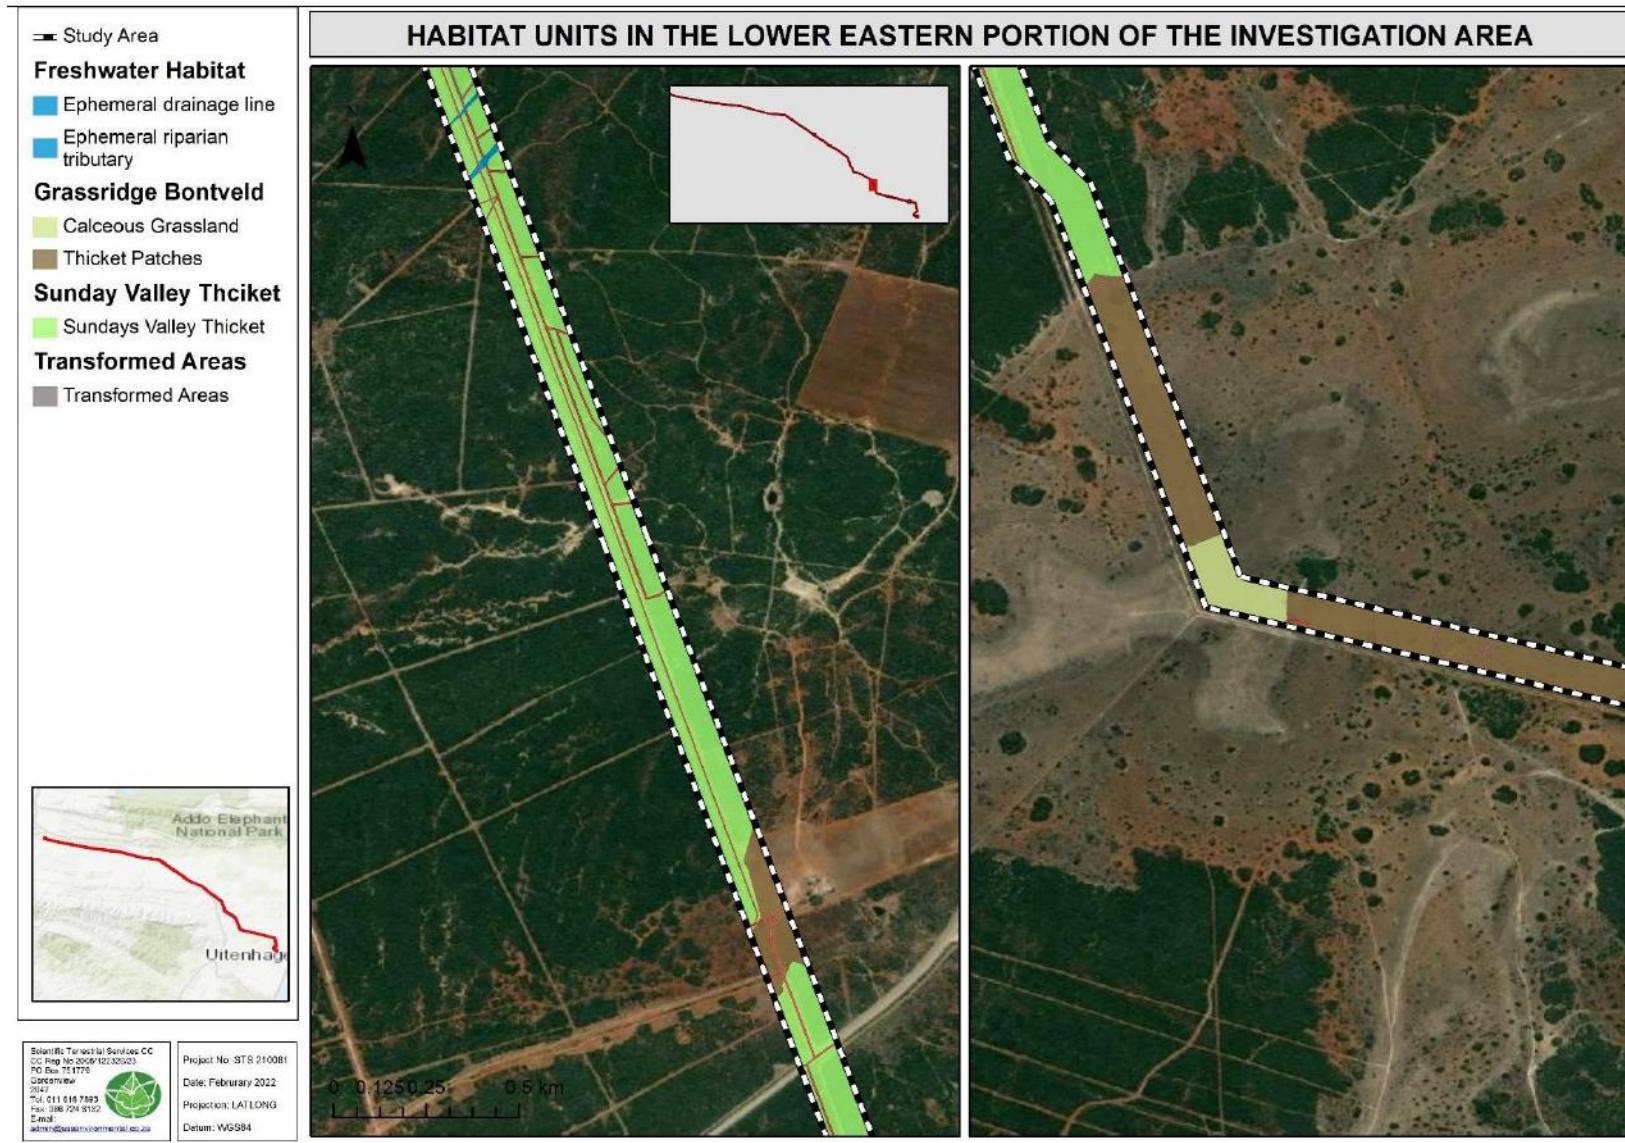 HABITAT UNITS IN THE LOWER EASTERN PORTION OF THE INVESTIGATION AREA
Study Area
Freshwater Habitat
Ephemeral drainage line
Ephemeral riparian
tributary
Grassridge Bontveld
Calceous Grassland
Thicket Patches
Sunday Valley Thciket
Sundays Valley Thicket
Transformed Areas
Transformed Areas
Addo Elephant
National Park
Uitenhag
0 0.125 0.25 0.5 km
Scientific Terrestrial Services CC
PO Box 751779
Gardenview
2047
E-mail:
Project No: STS 210081
Date: Februrary 2022
Projection: LATLONG
Datum: WGS84